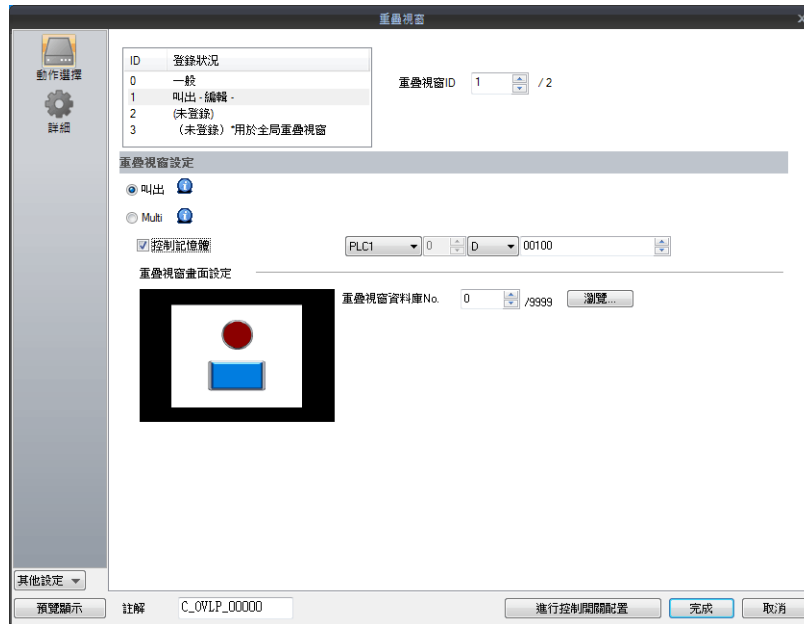 重疊視窗
動作選擇
詳細
ID 登錄狀況
0 一般
1 叫出 - 編輯 -
2 (未登錄)
3 （未登錄）*用於全局重疊視窗
重疊視窗ID 1 / 2
重疊視窗設定
叫出
Multi
控制記憶體 PLC1 0 D 00100
重疊視窗畫面設定
重疊視窗資料庫No. 0 /9999 瀏覽...
其他設定
預覽顯示 註解 C_OVLP_00000 進行控制開關配置 完成 取消